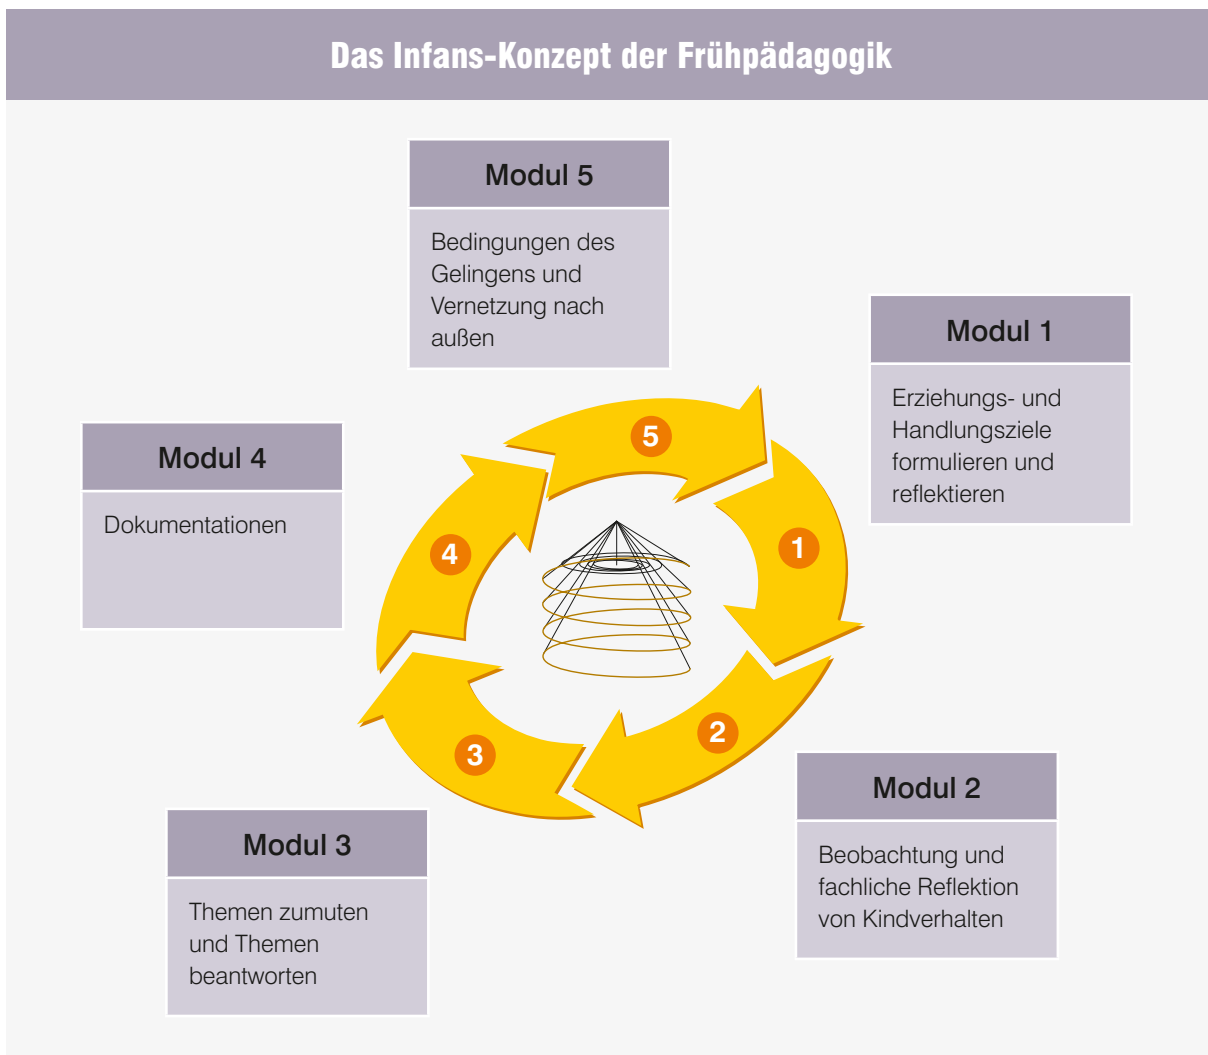 Das Infans-Konzept der Frühpädagogik
Modul 5
Bedingungen des
Gelingens und
Vernetzung nach
außen
Modul 1
Erziehungs- und
Handlungsziele
formulieren und
reflektieren
Modul 4
Dokumentationen
5
1
4
2
3
Modul 2
Beobachtung und
fachliche Reflektion
von Kindverhalten
Modul 3
Themen zumuten
und Themen
beantworten